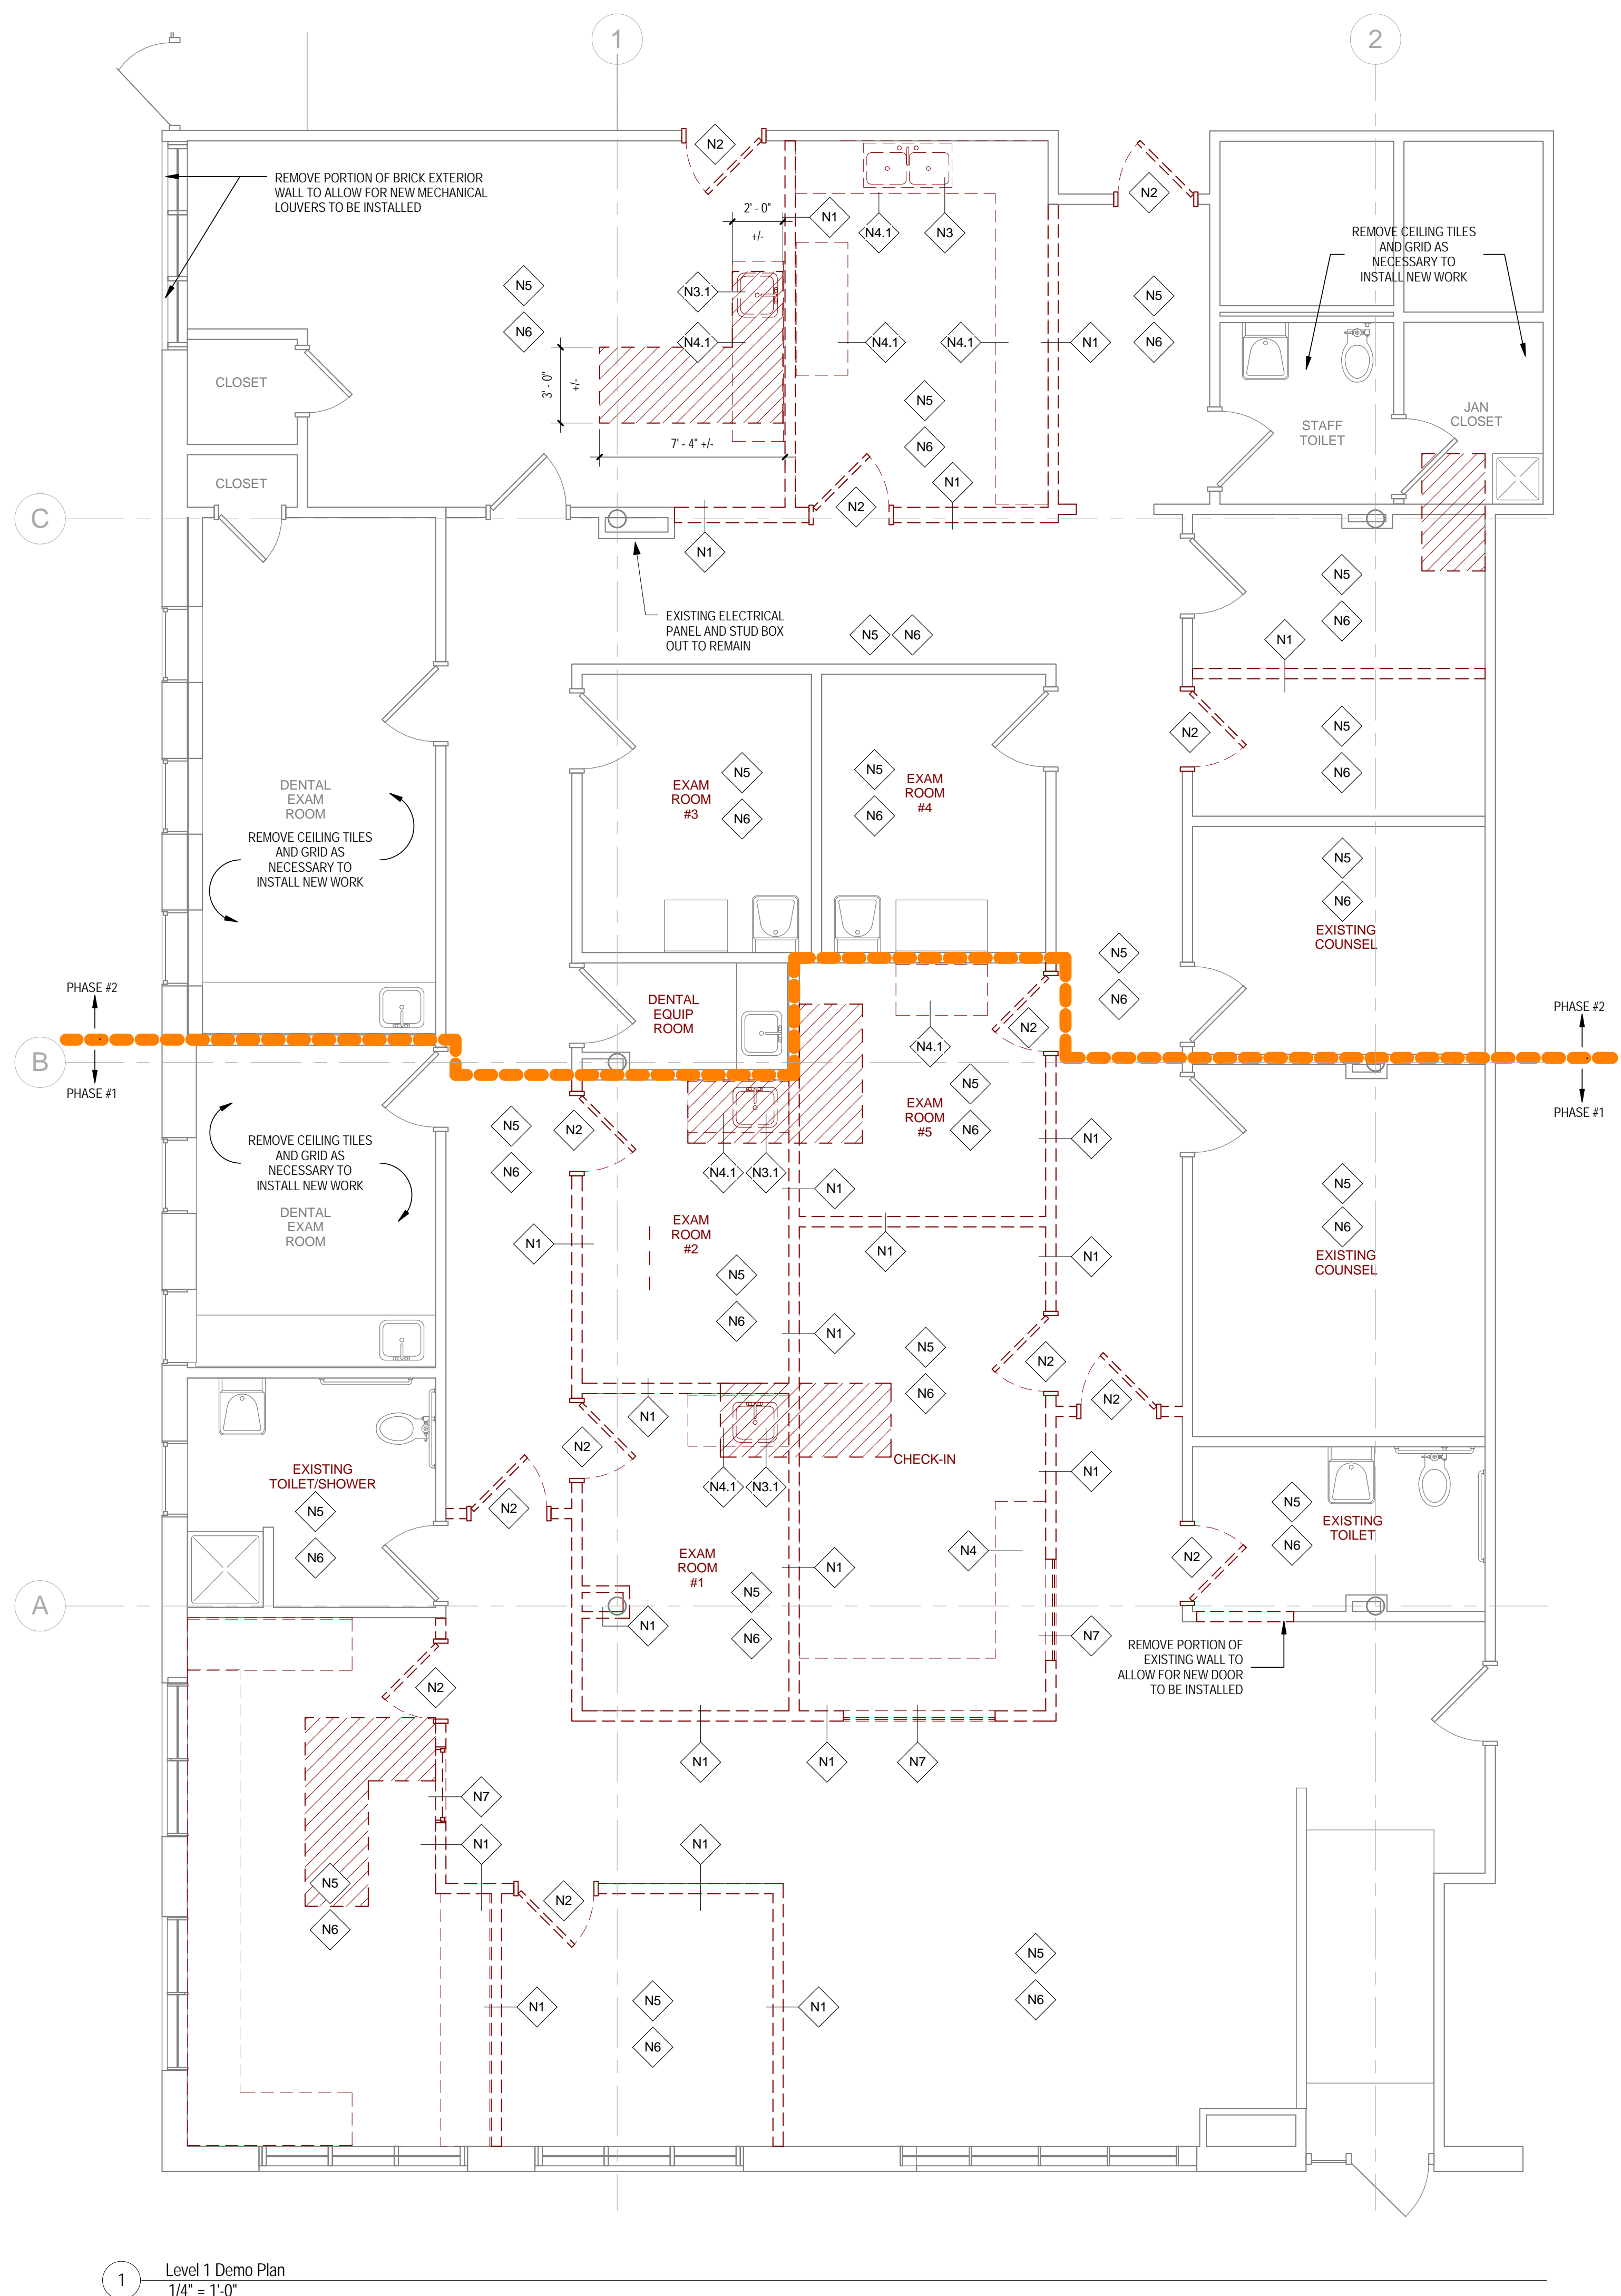 1
2
N2
REMOVE PORTION OF BRICK EXTERIOR
WALL TO ALLOW FOR NEW MECHANICAL
LOUVERS TO BE INSTALLED
N2
2' - 0"
+/-
N1
N4.1
N3
REMOVE CEILING TILES
AND GRID AS
NECESSARY TO
INSTALL NEW WORK
N5
N6
N3.1
N4.1
N4.1
N4.1
N1
N5
N6
3' - 0"
+/-
CLOSET
N5
N6
7' - 4" +/-
STAFF
TOILET
JAN
CLOSET
CLOSET
N1
N2
C
N1
EXISTING ELECTRICAL
PANEL AND STUD BOX
OUT TO REMAIN
N5
N6
N5
N6
N1
N2
N5
N6
DENTAL
EXAM
ROOM
REMOVE CEILING TILES
AND GRID AS
NECESSARY TO
INSTALL NEW WORK
EXAM
ROOM
#3
N5
N6
N5
N6
EXAM
ROOM
#4
N5
N6
EXISTING
COUNSEL
N5
N6
PHASE #2
DENTAL
EQUIP
ROOM
N2
N4.1
PHASE #2
B
PHASE #1
PHASE #1
REMOVE CEILING TILES
AND GRID AS
NECESSARY TO
INSTALL NEW WORK
DENTAL
EXAM
ROOM
N5
N6
N2
N4.1
N3.1
N1
EXAM
ROOM
#5
N5
N6
N1
N1
EXAM
ROOM
#2
N5
N6
N1
N1
N1
N5
N6
EXISTING
COUNSEL
N1
N5
N6
N2
N2
N1
N2
N4.1
N3.1
CHECK-IN
N1
EXISTING
TOILET/SHOWER
N5
N6
N2
EXAM
ROOM
#1
N5
N6
N1
N4
N2
N5
N6
EXISTING
TOILET
A
N1
N7
REMOVE PORTION OF
EXISTING WALL TO
ALLOW FOR NEW DOOR
TO BE INSTALLED
N2
N1
N1
N7
N7
N1
N1
N5
N6
N2
N1
N5
N6
N1
N5
N6
1
Level 1 Demo Plan
1/4" = 1'-0"